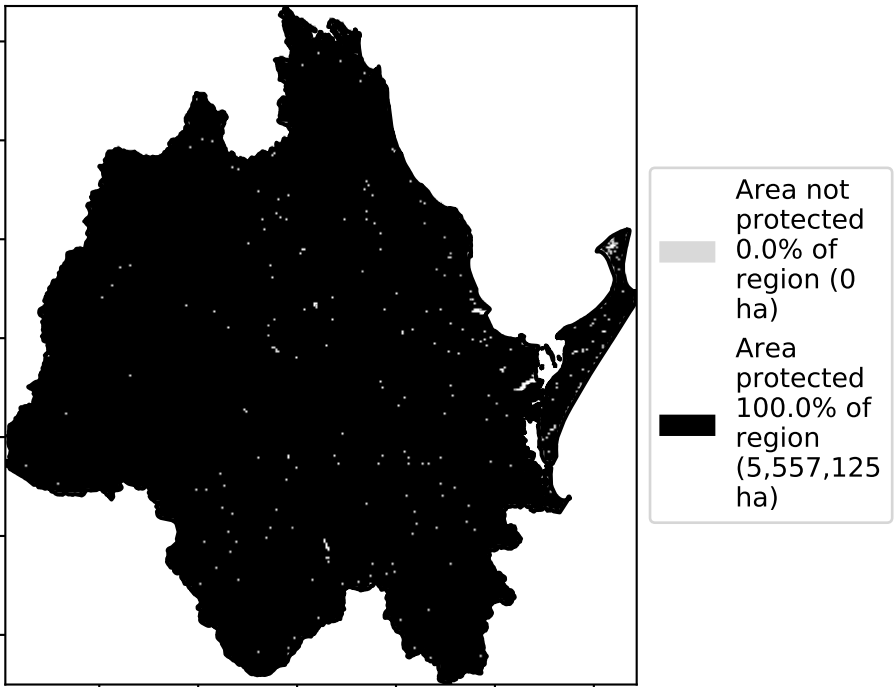 Area not
protected
0.0% of
region (0
ha)
Area
protected
100.0% of
region
(5,557,125
ha)